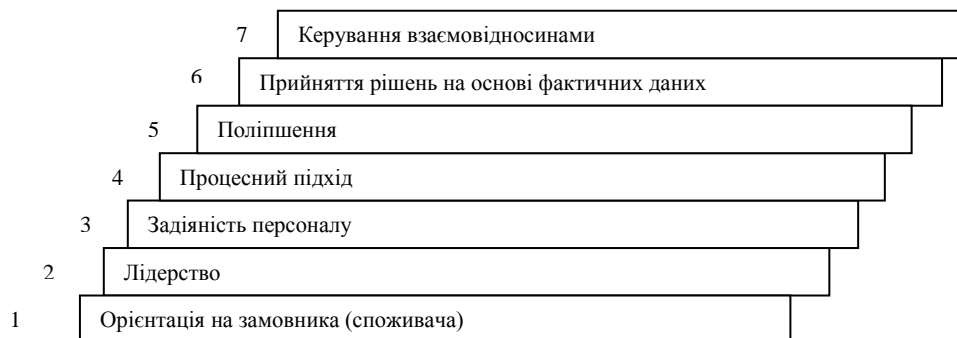 7 Керування взаємовідносинами
6 Прийняття рішень на основі фактичних даних
5 Поліпшення
4 Процесний підхід
3 Задіяність персоналу
2 Лідерство
1 Орієнтація на замовника (споживача)